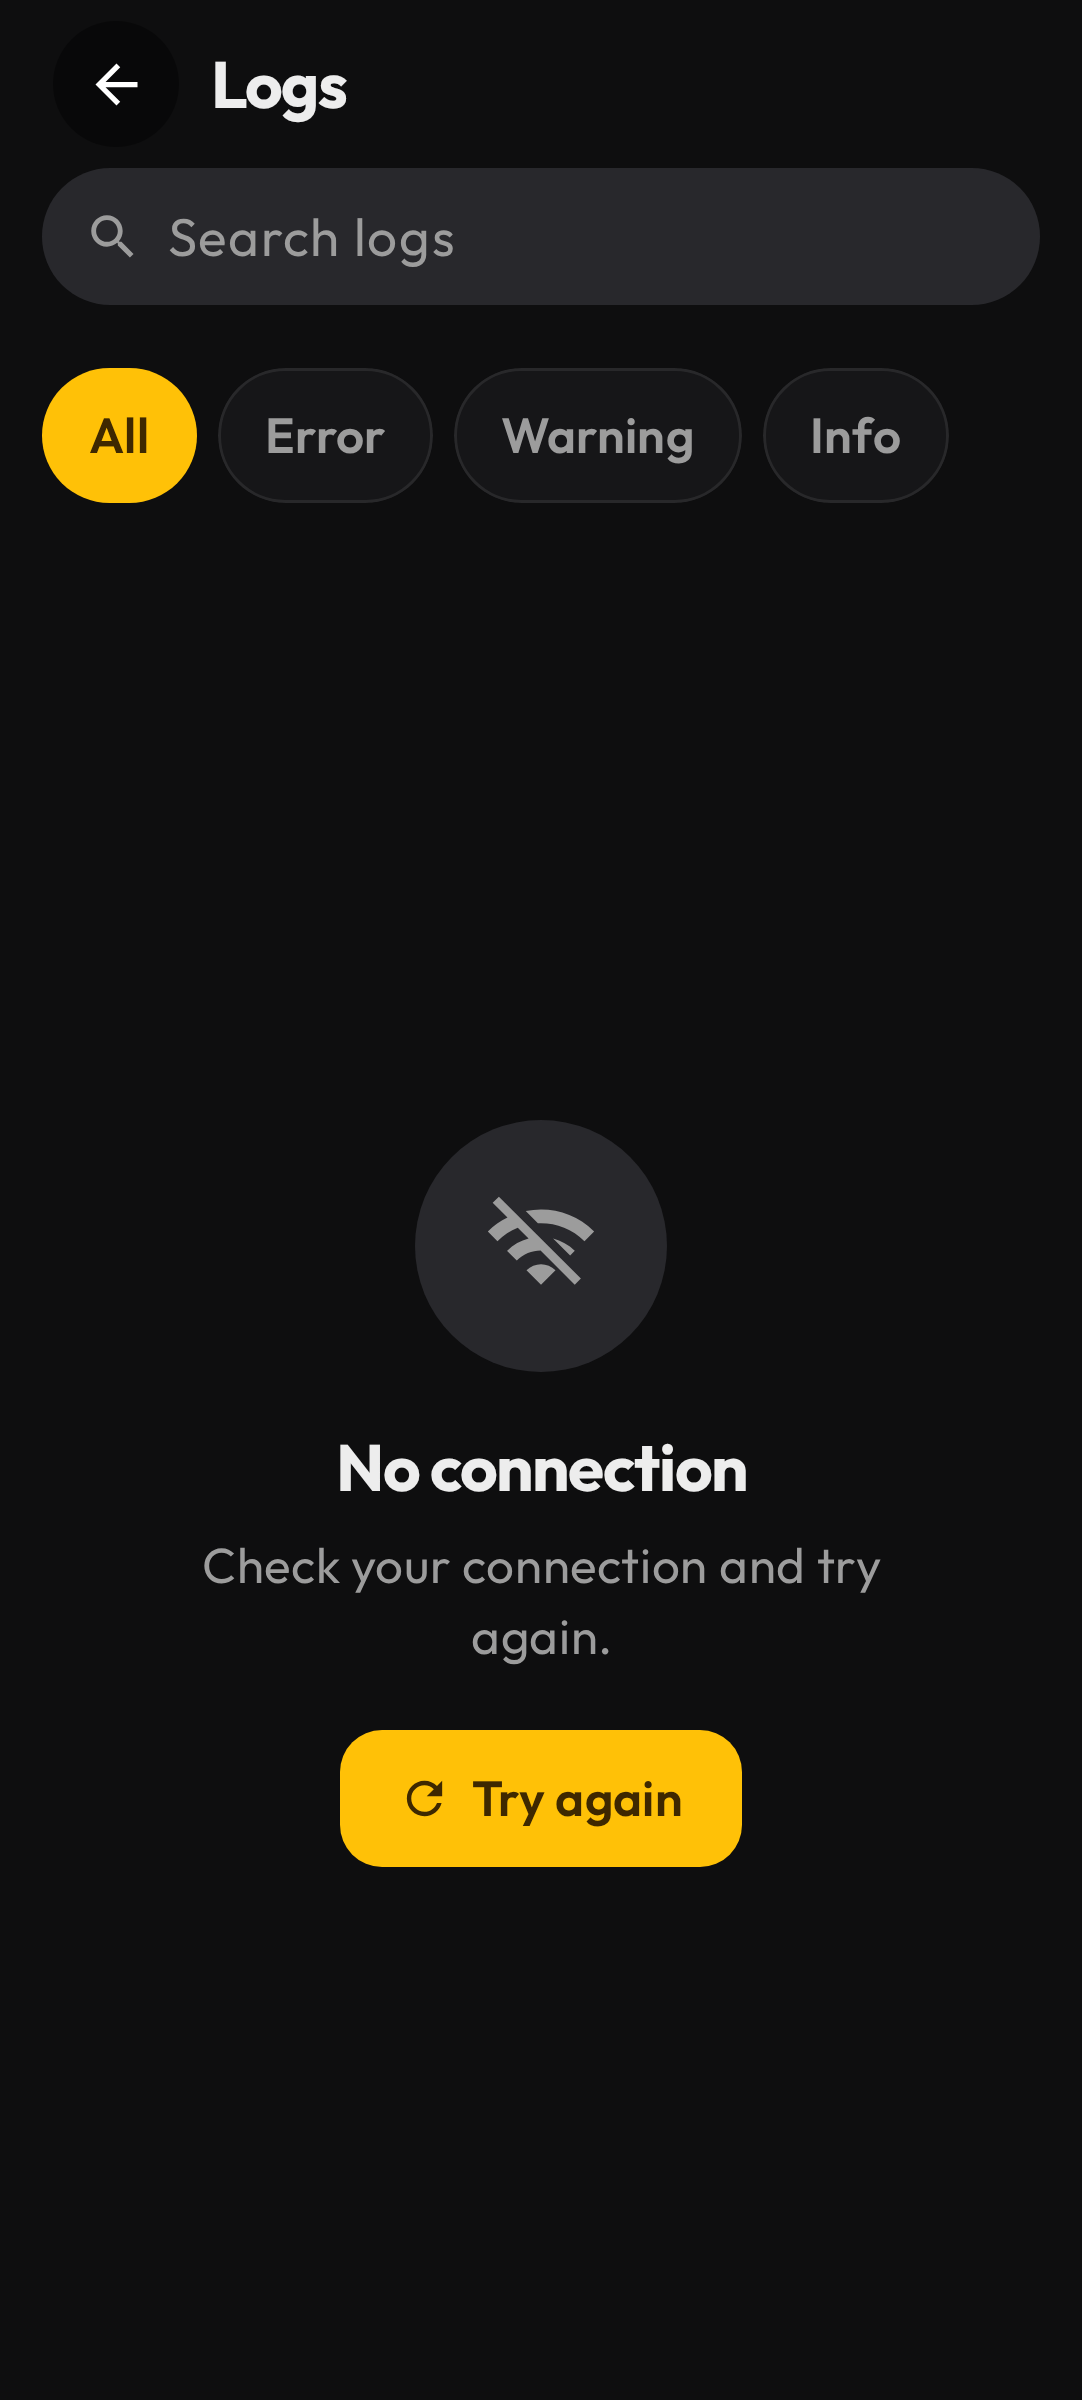 Logs
Search logs
All
Error
Warning
Info
No connection
Check your connection and try
again.
Try again